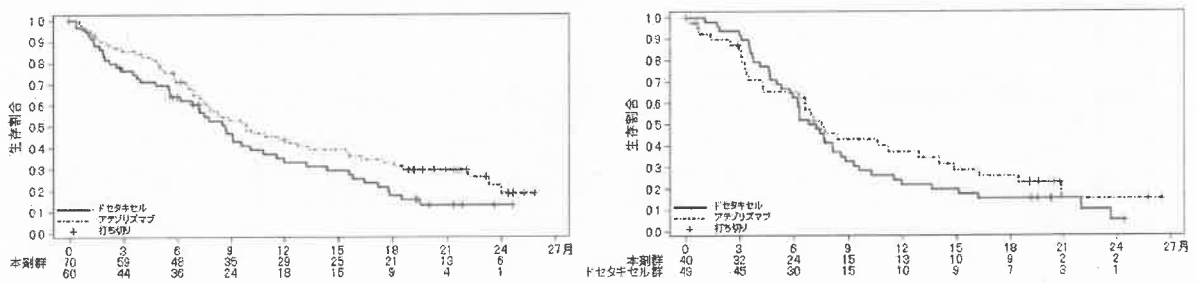 生存割合
1.0
0.9
0.8
0.7
0.6
0.5
0.4
0.3
0.2
0.1
0.0
ドセタキセル
アテゾリズマブ
打ち切り
0 3 6 9 12 15 18 21 24 27月
本剤群 70 59 48 35 29 25 21 13 6
60 44 36 24 18 15 9 4 1
生存割合
1.0
0.9
0.8
0.7
0.6
0.5
0.4
0.3
0.2
0.1
0.0
ドセタキセル
アテゾリズマブ
打ち切り
0 3 6 9 12 15 18 21 24 27月
本剤群 40 32 24 15 13 10 9 2 2
ドセタキセル群 49 45 30 15 10 9 7 3 1